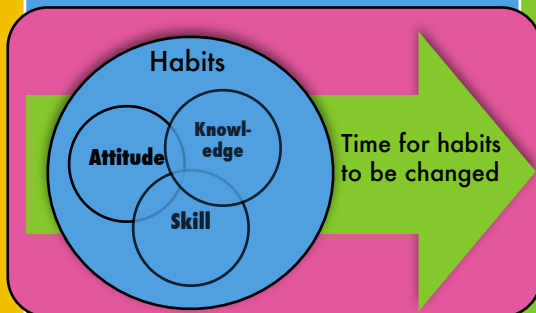 Habits
Knowl-
edge
Attitude
Skill
Time for habits
to be changed